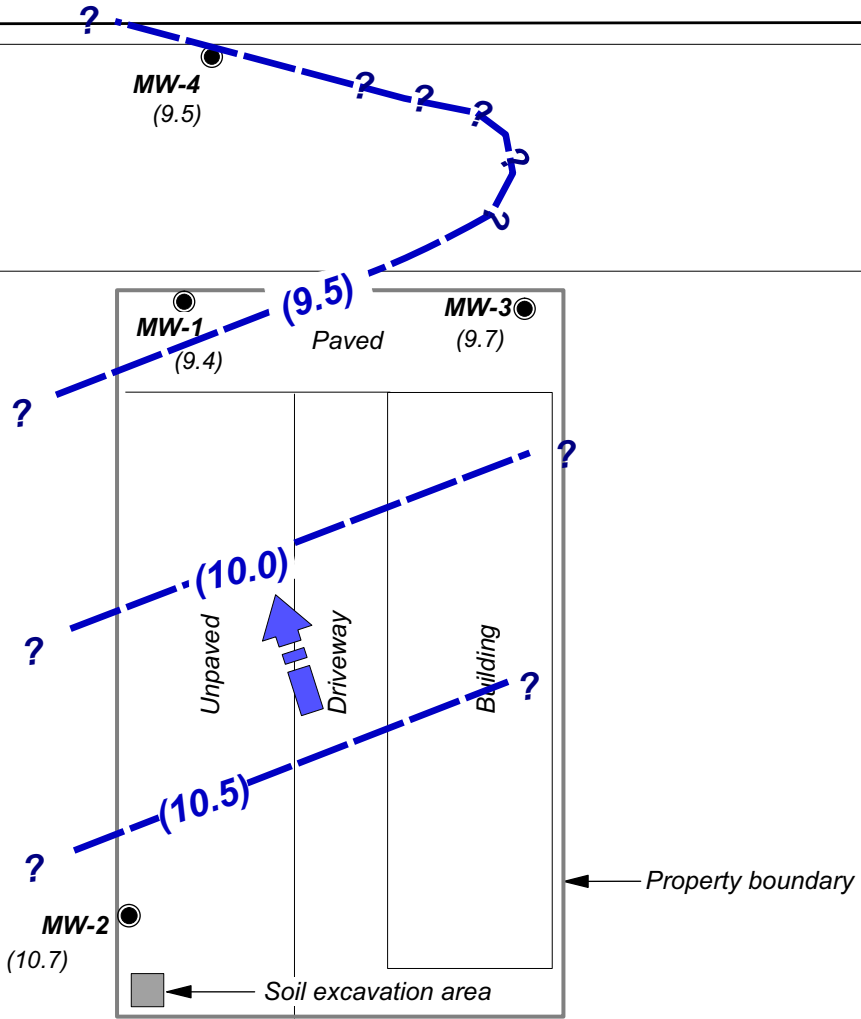 ?
MW-4
(9.5)
?
?
?
?
?
(9.5)
MW-1
(9.4)
Paved
MW-3
(9.7)
?
?
(10.0)
?
Unpaved
Driveway
Building
?
(10.5)
?
Property boundary
MW-2
(10.7)
Soil excavation area